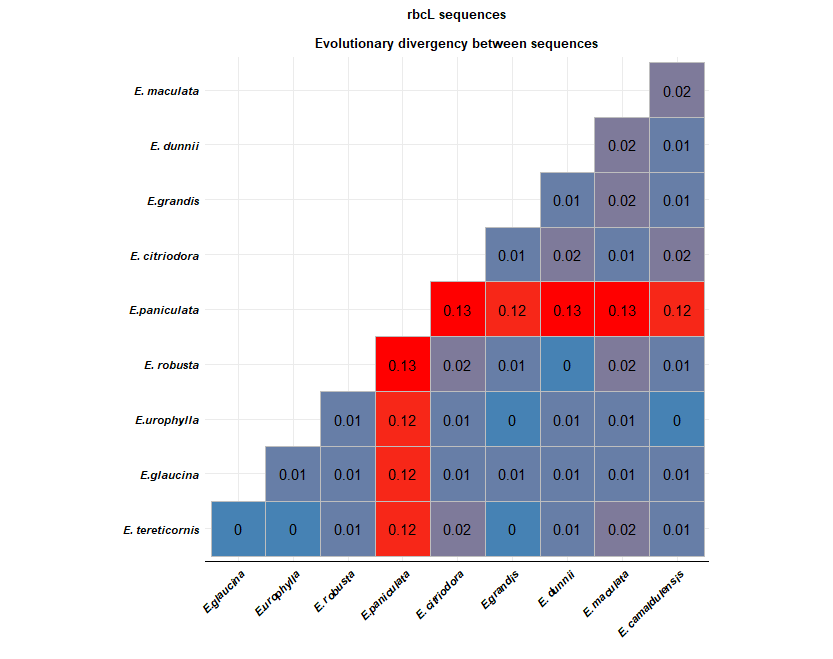 rbcL sequences
Evolutionary divergency between sequences
E. maculata 0.02
E. dunnii 0.02 0.01
E.grandis 0.01 0.02 0.01
E. citriodora 0.01 0.02 0.01 0.02
E.paniculata 0.13 0.12 0.13 0.13 0.12
E. robusta 0.13 0.02 0.01 0 0.02 0.01
E.urophylla 0.01 0.12 0.01 0 0.01 0.01 0
E.glaucina 0.01 0.01 0.12 0.01 0.01 0.01 0.01 0.01
E. tereticornis 0 0 0.01 0.12 0.02 0 0.01 0.02 0.01
E.glaucina E.urophylla E. robusta E.paniculata E. citriodora E.grandis E. dunnii E. maculata E. camaldulensis